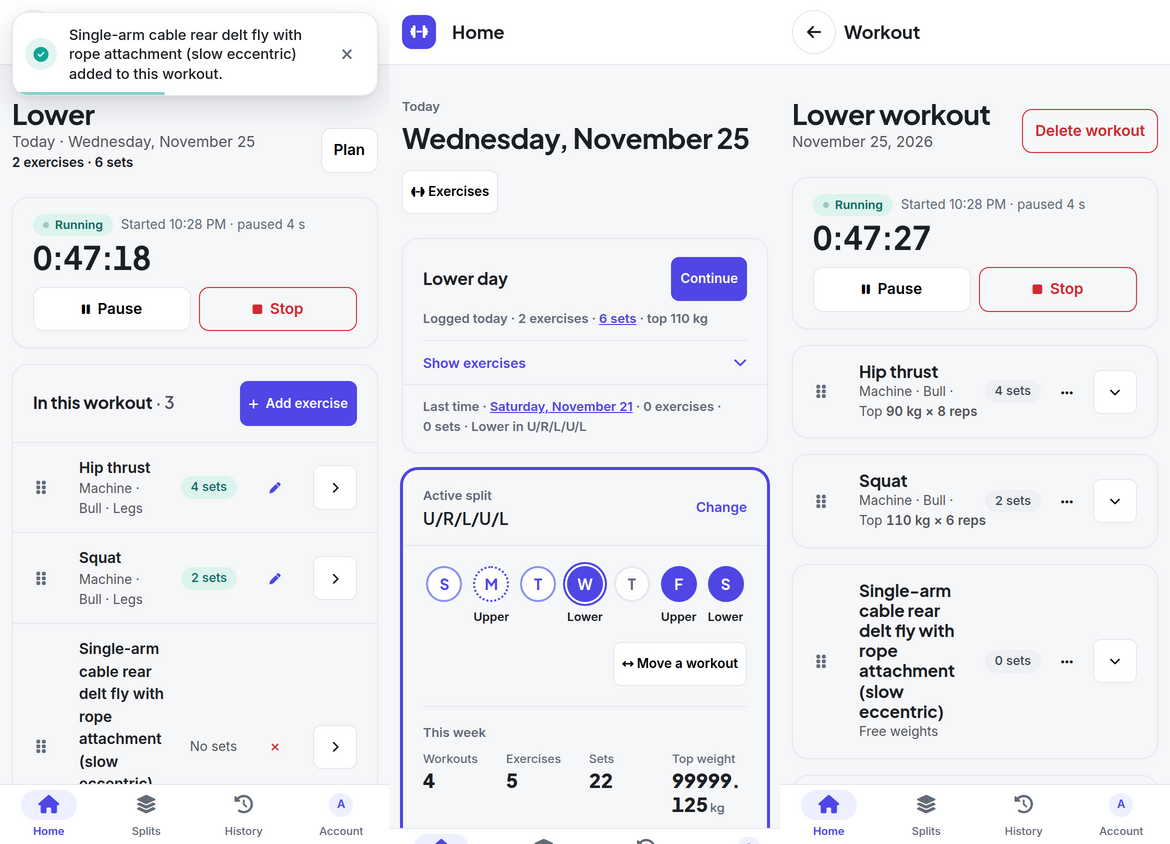 Single-arm cable rear delt fly with
rope attachment (slow eccentric)
added to this workout.
Lower
Today · Wednesday, November 25
2 exercises · 6 sets
Plan
Running
Started 10:28 PM · paused 4 s
0:47:18
Pause
Stop
In this workout · 3
+ Add exercise
Hip thrust
Machine ·
Bull · Legs
4 sets
Squat
Machine ·
Bull · Legs
2 sets
Single-arm
cable rear
delt fly with
rope
attachment
(slow
eccentric)
No sets
Home
Splits
History
A
Account
Home
Today
Wednesday, November 25
Exercises
Lower day
Continue
Logged today · 2 exercises · 6 sets · top 110 kg
Show exercises
Last time · Saturday, November 21 · 0 exercises ·
0 sets · Lower in U/R/L/U/L
Active split
U/R/L/U/L
Change
S M T W T F S
Upper Lower Upper Lower
Move a workout
This week
Workouts Exercises Sets Top weight
4 5 22 99999.
125 kg
Workout
Lower workout
November 25, 2026
Delete workout
Running
Started 10:28 PM · paused 4 s
0:47:27
Pause
Stop
Hip thrust
Machine · Bull ·
Top 90 kg × 8 reps
4 sets
Squat
Machine · Bull ·
Top 110 kg × 6 reps
2 sets
Single-arm
cable rear
delt fly with
rope
attachment
(slow
eccentric)
Free weights
0 sets
Home
Splits
History
A
Account